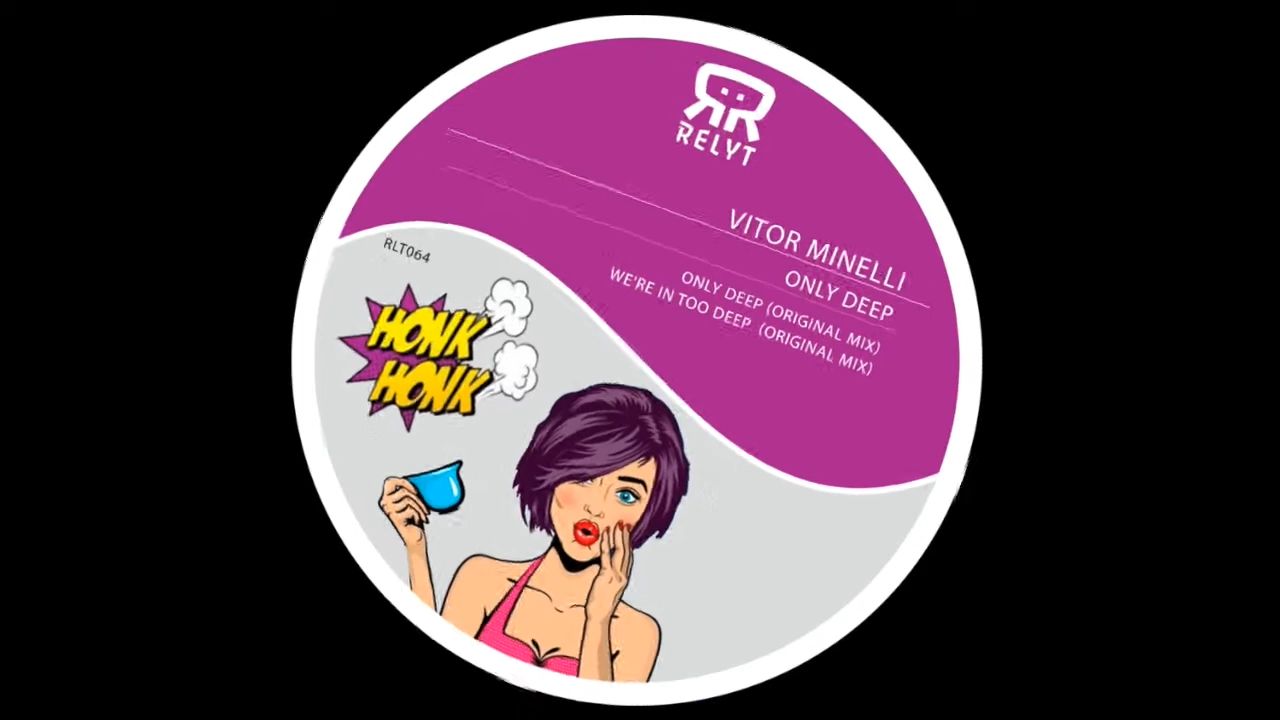 RELYT
VITOR MINELLI
ONLY DEEP
ONLY DEEP (ORIGINAL MIX)
WE'RE IN TOO DEEP (ORIGINAL MIX)
RLT064
HONK
HONK